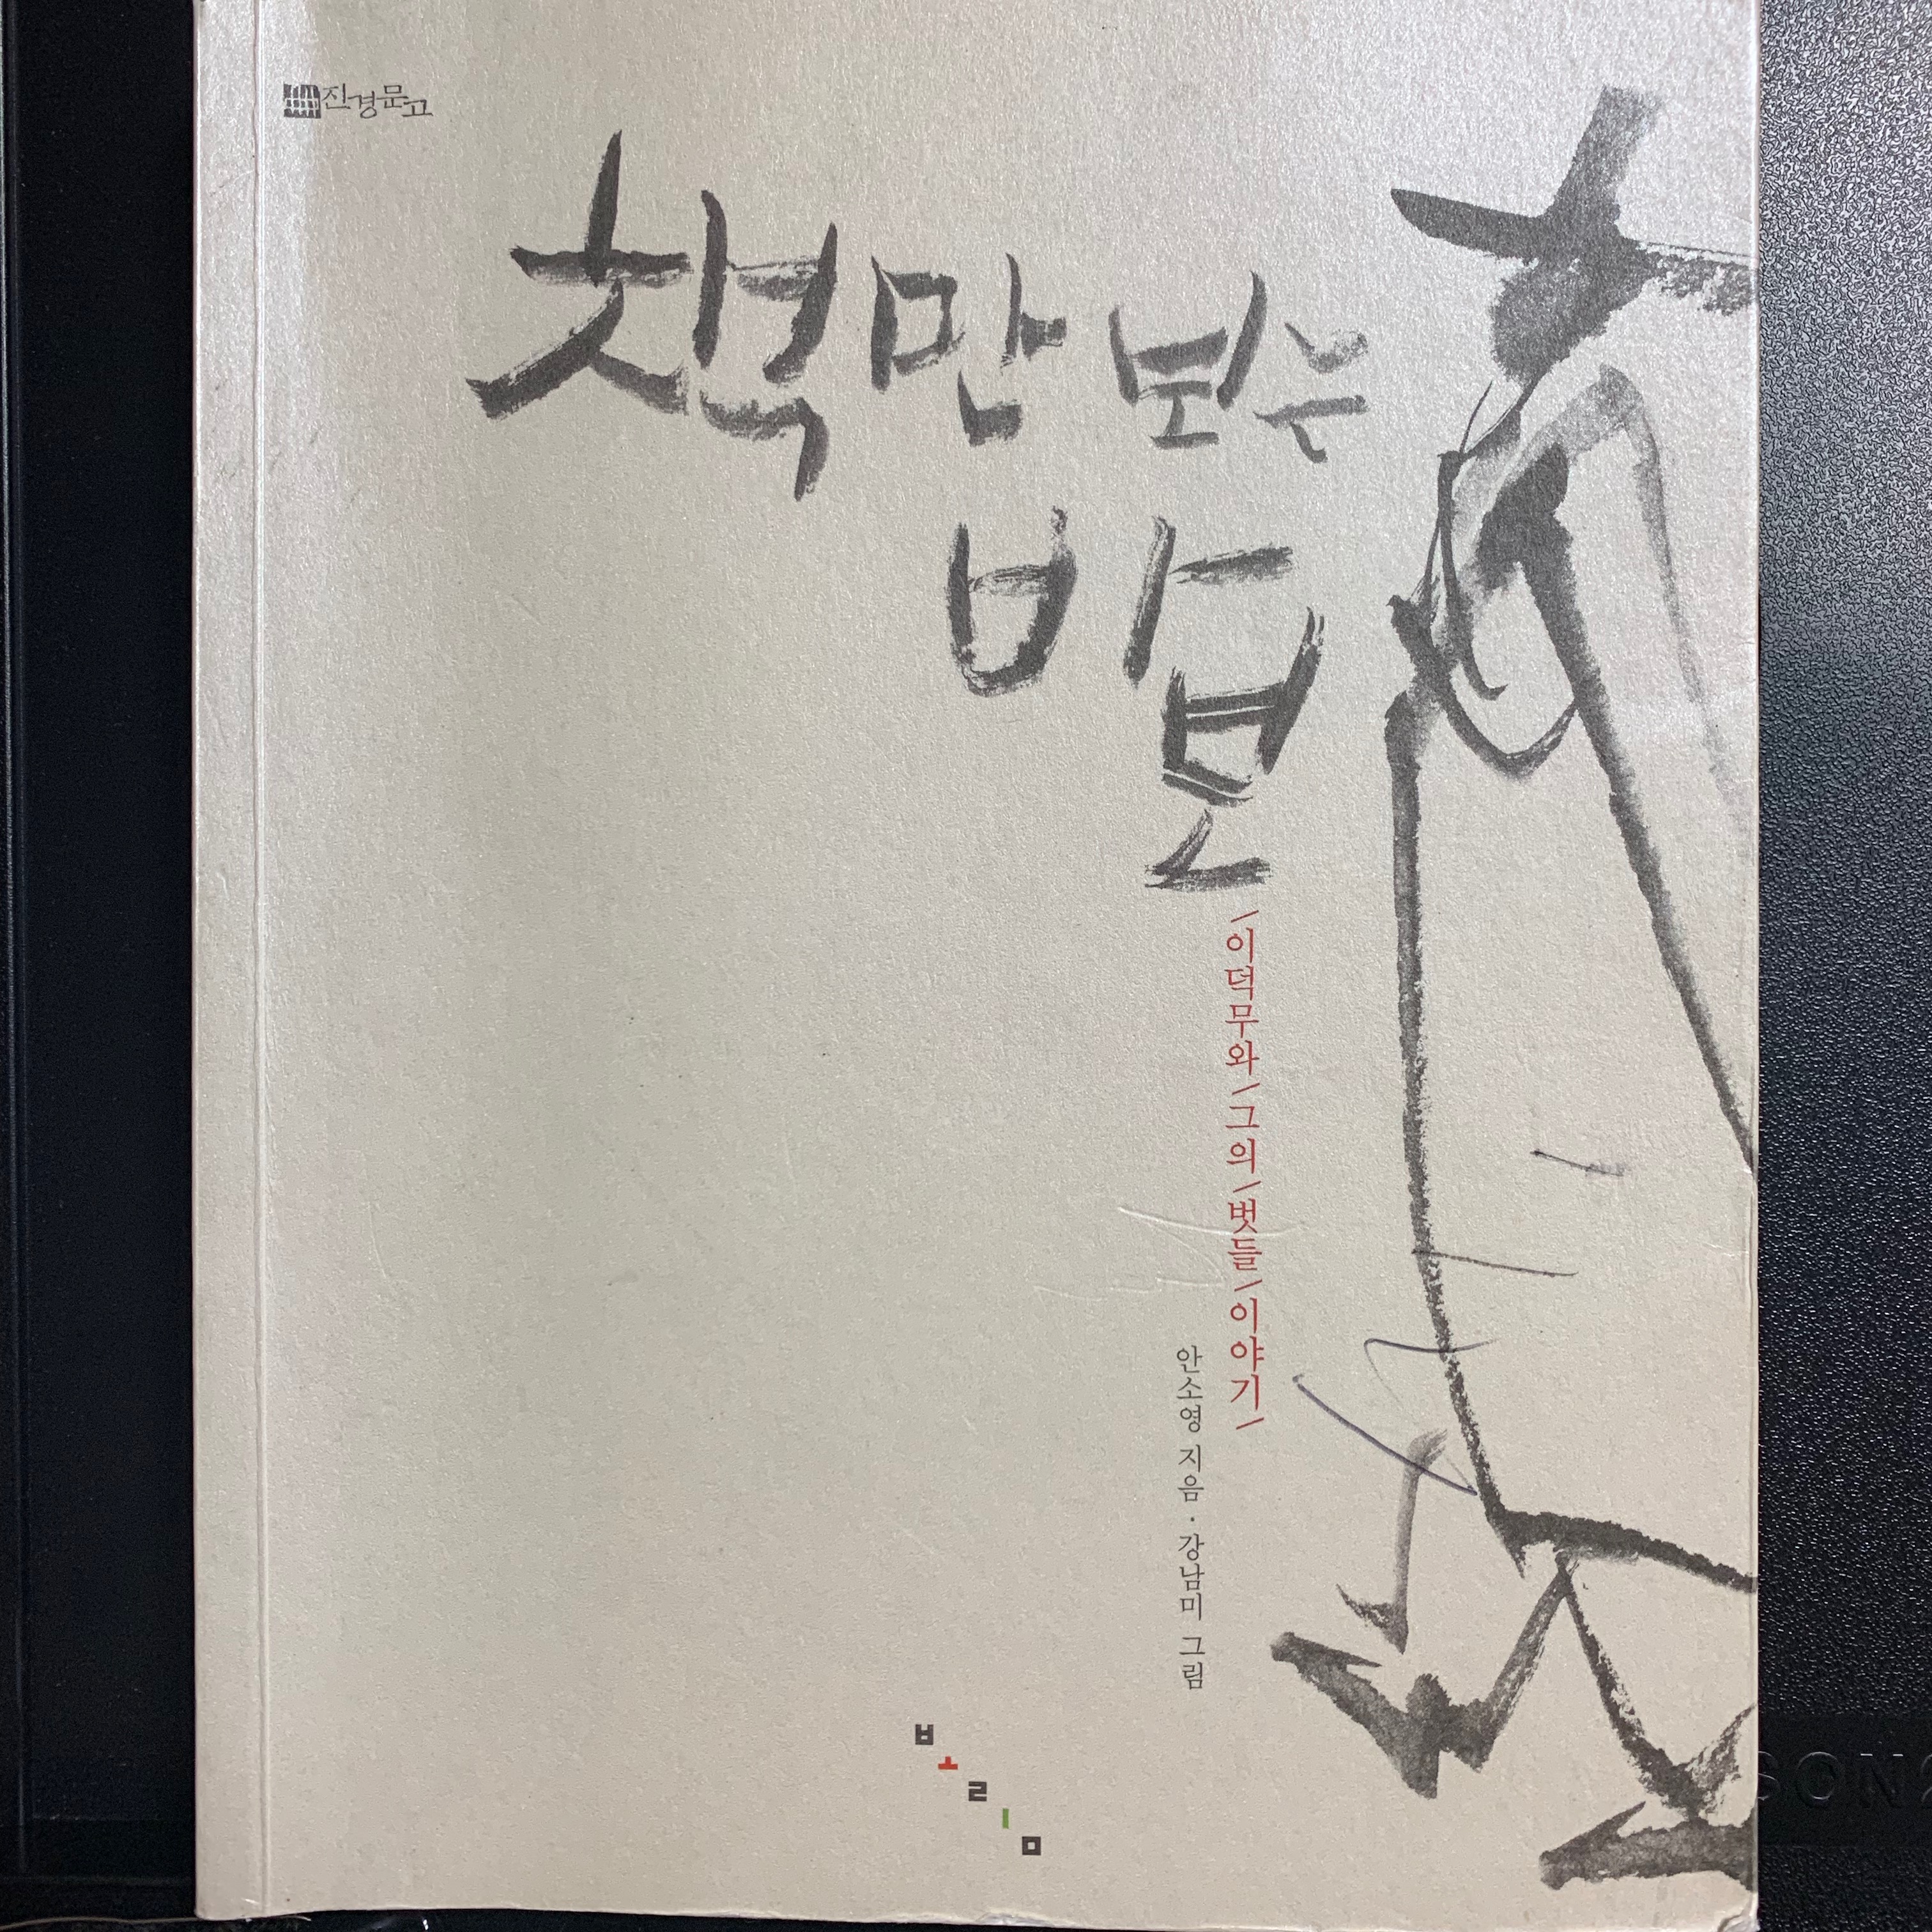 진경문고
책만 보는
바보
/이덕무와/그의/벗들/이야기/
안소영 지음 · 강남미 그림
보림
SON